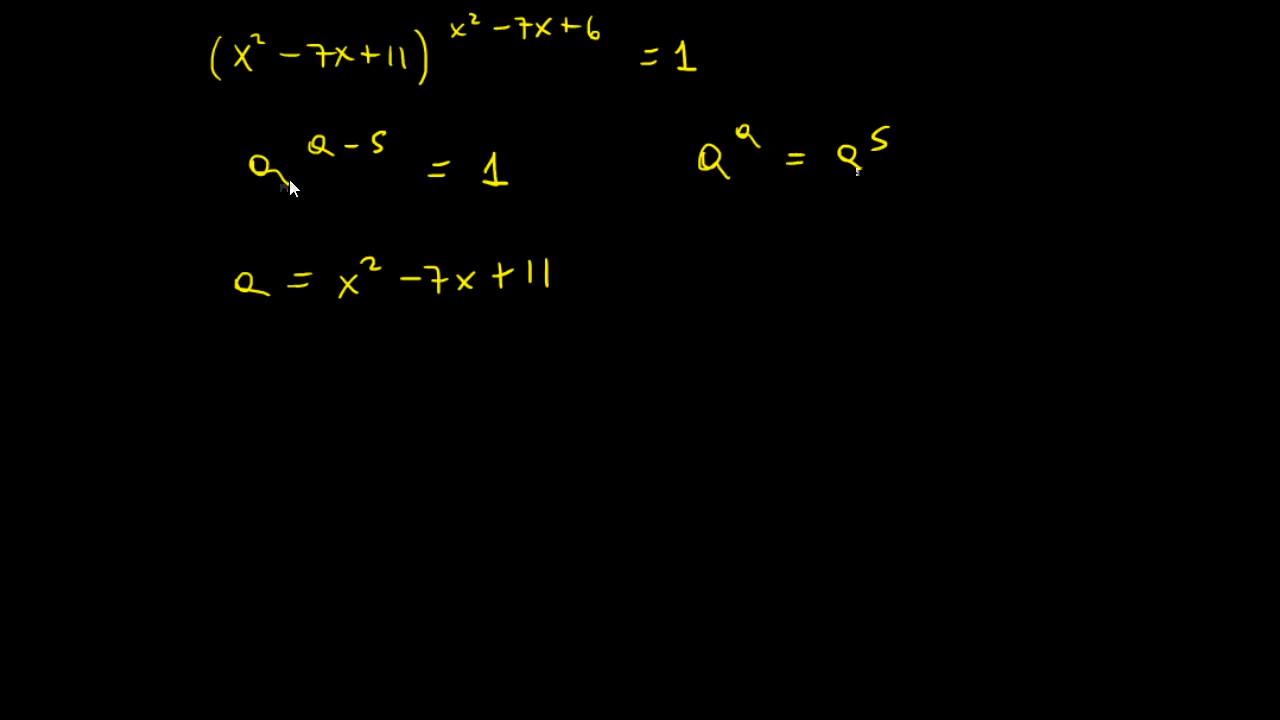 (x² - 7x + 11)^(x² - 7x + 6) = 1
a^(a - 5) = 1 a^a = a^5
a = x² - 7x + 11